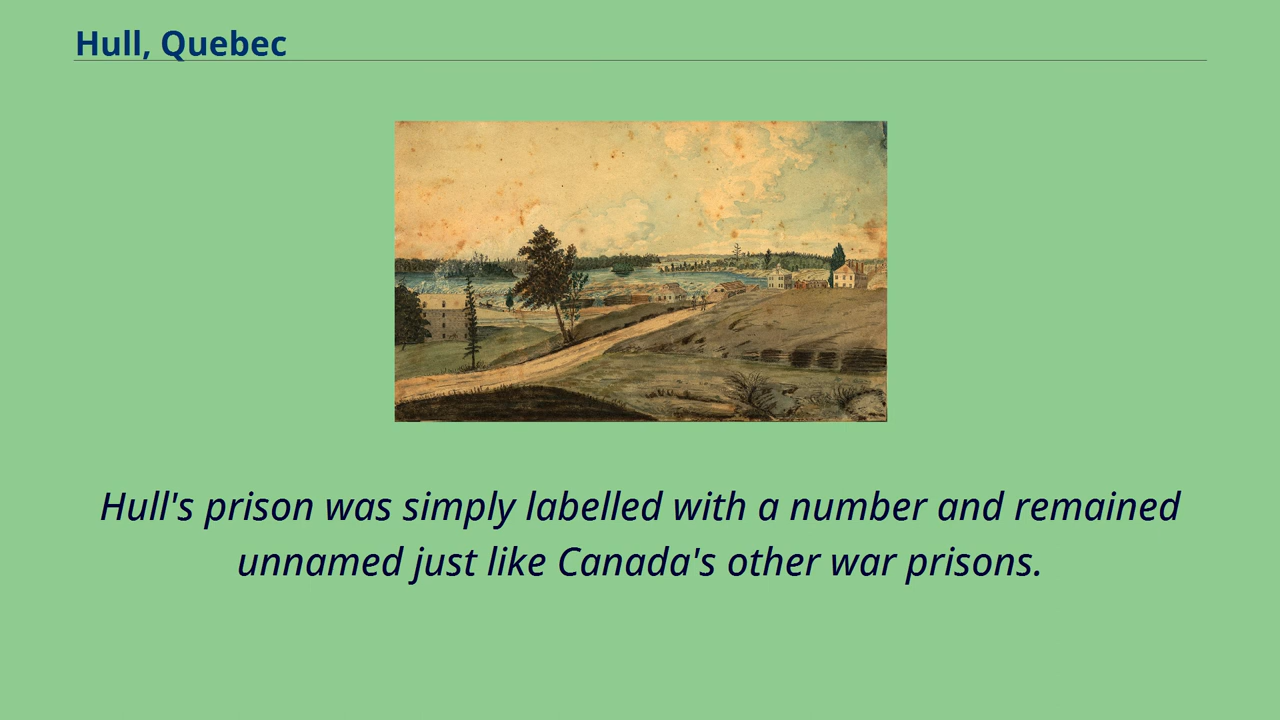 Hull, Quebec
Hull's prison was simply labelled with a number and remained
unnamed just like Canada's other war prisons.